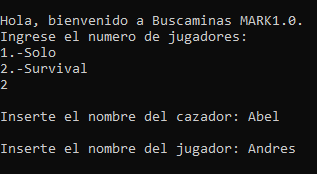 Hola, bienvenido a Buscaminas MARK1.0.
Ingrese el numero de jugadores:
1.-Solo
2.-Survival
2
Inserte el nombre del cazador: Abel
Inserte el nombre del jugador: Andres